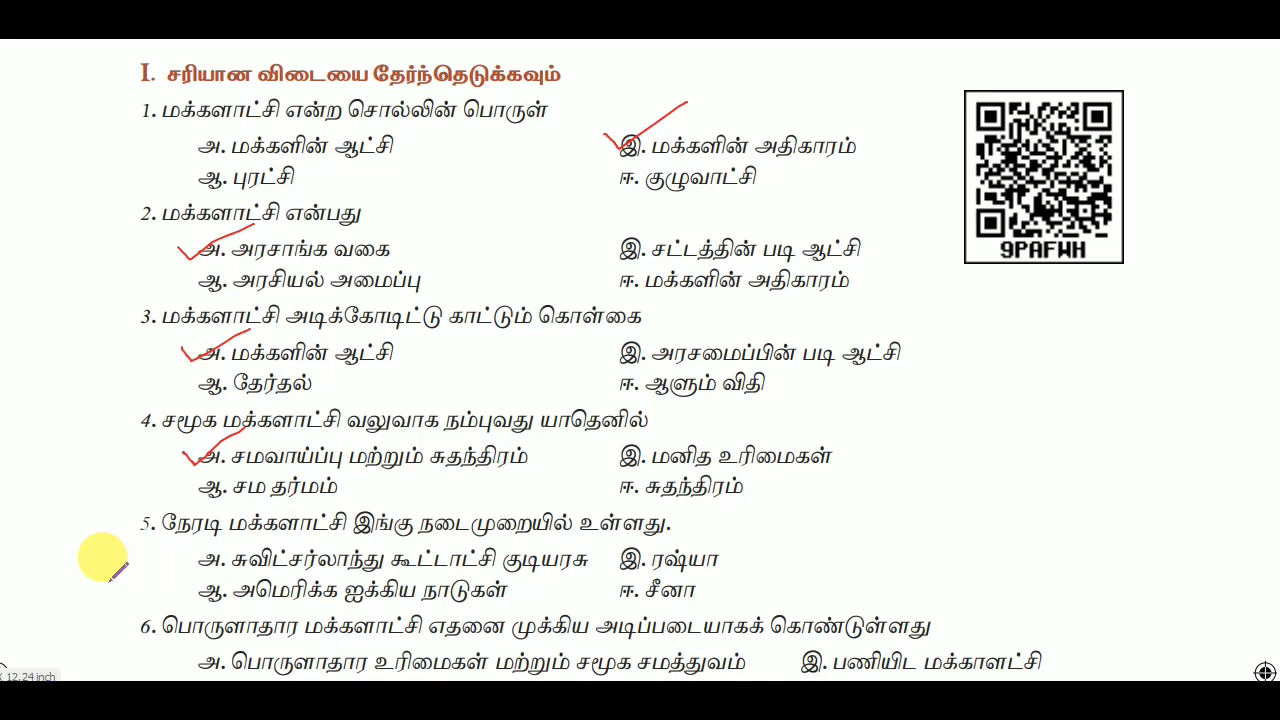 I. சரியான விடையை தேர்ந்தெடுக்கவும்
1. மக்களாட்சி என்ற சொல்லின் பொருள்
அ. மக்களின் ஆட்சி இ. மக்களின் அதிகாரம்
ஆ. புரட்சி ஈ. குழுவாட்சி
2. மக்களாட்சி என்பது
அ. அரசாங்க வகை இ. சட்டத்தின் படி ஆட்சி
ஆ. அரசியல் அமைப்பு ஈ. மக்களின் அதிகாரம்
3. மக்களாட்சி அடிக்கோடிட்டு காட்டும் கொள்கை
அ. மக்களின் ஆட்சி இ. அரசமைப்பின் படி ஆட்சி
ஆ. தேர்தல் ஈ. ஆளும் விதி
4. சமூக மக்களாட்சி வலுவாக நம்புவது யாதெனில்
அ. சமவாய்ப்பு மற்றும் சுதந்திரம் இ. மனித உரிமைகள்
ஆ. சம தர்மம் ஈ. சுதந்திரம்
5. நேரடி மக்களாட்சி இங்கு நடைமுறையில் உள்ளது.
அ. சுவிட்சர்லாந்து கூட்டாட்சி குடியரசு இ. ரஷ்யா
ஆ. அமெரிக்க ஐக்கிய நாடுகள் ஈ. சீனா
6. பொருளாதார மக்களாட்சி எதனை முக்கிய அடிப்படையாகக் கொண்டுள்ளது
அ. பொருளாதார உரிமைகள் மற்றும் சமூக சமத்துவம் இ. பணியிட மக்காளட்சி
9PAFWH
12.24 inch